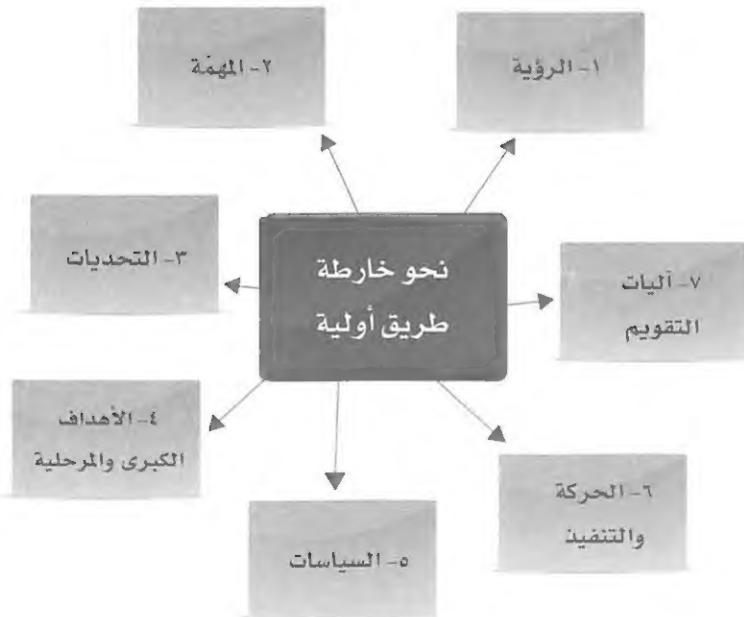 نحو خارطة
طريق أولية
١- الرؤية
٢- المهمّة
٣- التحديات
٤- الأهداف
الكبرى والمرحلية
٥- السياسات
٦- الحركة
والتنفيذ
٧- آليات
التقويم